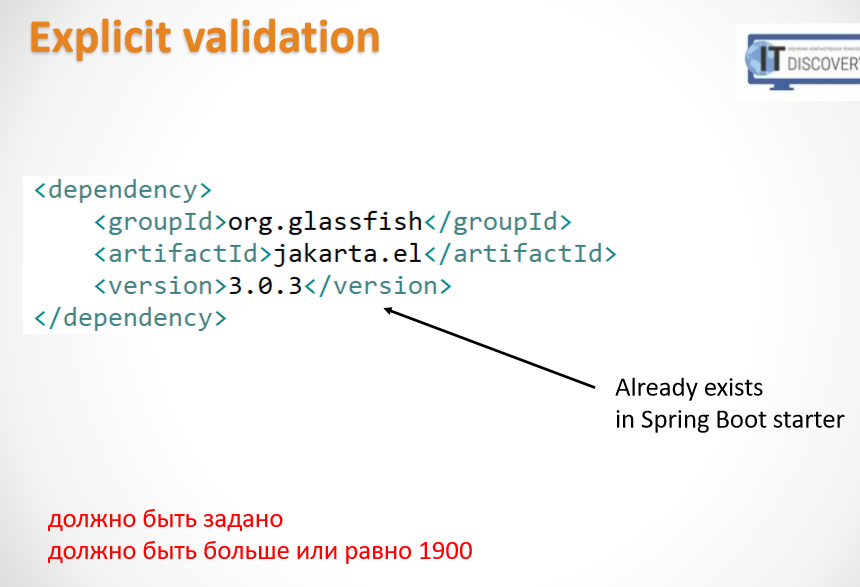 Explicit validation
IT DISCOVERY
<dependency>
    <groupId>org.glassfish</groupId>
    <artifactId>jakarta.el</artifactId>
    <version>3.0.3</version>
</dependency>
Already exists
in Spring Boot starter
должно быть задано
должно быть больше или равно 1900